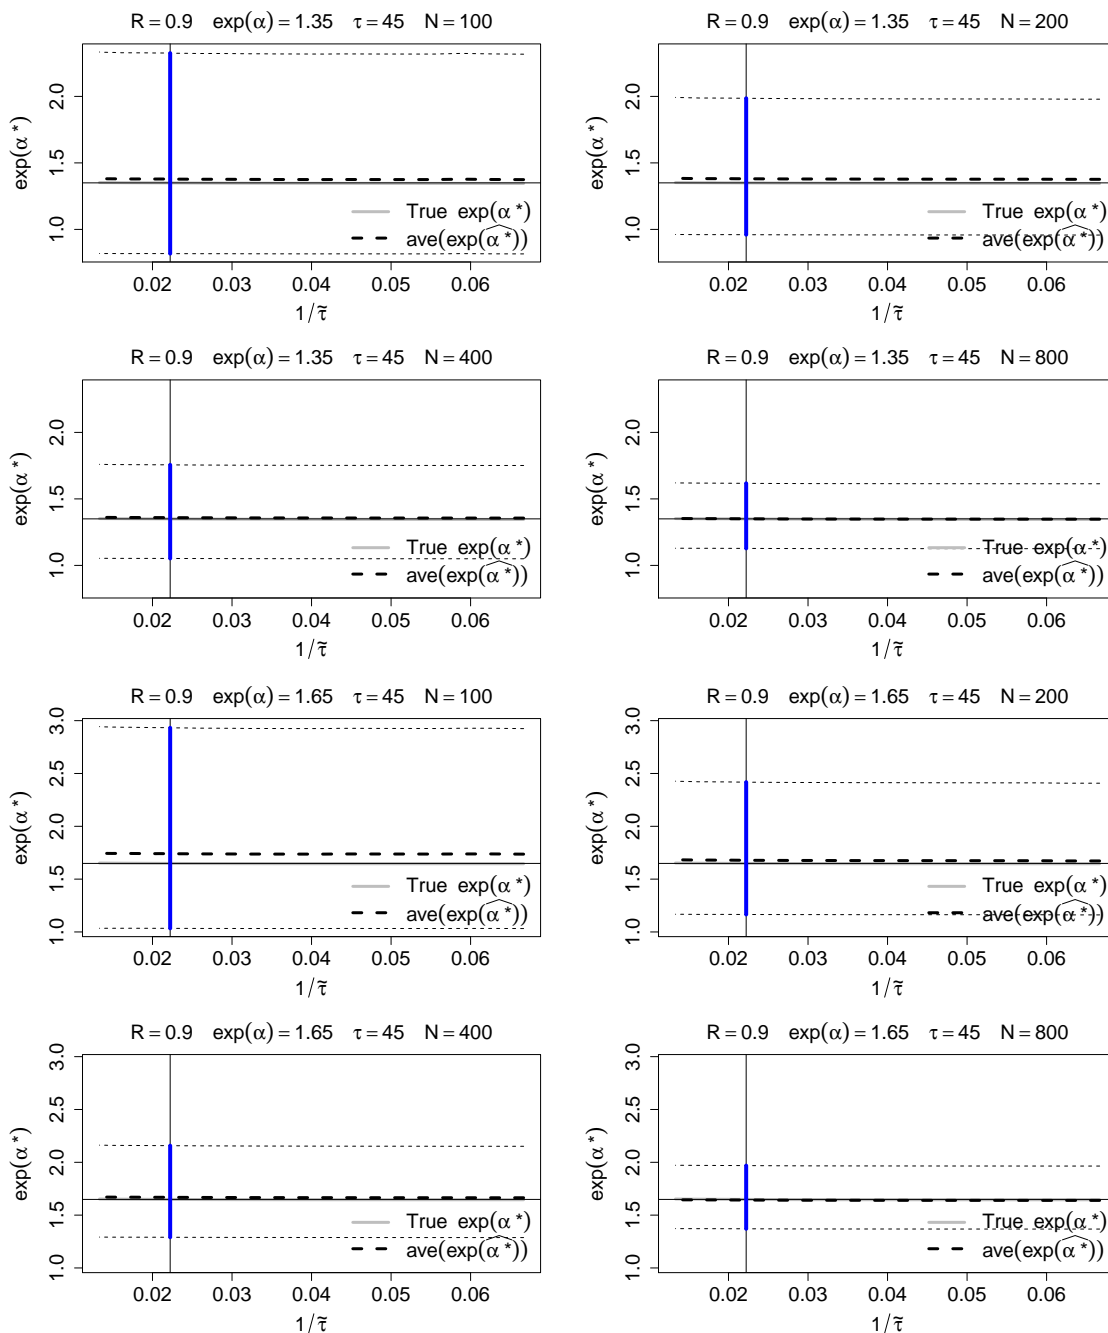 R = 0.9 exp(α) = 1.35 τ = 45 N = 100
exp(α*)
2.0
1.5
1.0
True exp(α*)
ave(exp(α̂*))
0.02 0.03 0.04 0.05 0.06
1/τ̃
R = 0.9 exp(α) = 1.35 τ = 45 N = 200
exp(α*)
2.0
1.5
1.0
True exp(α*)
ave(exp(α̂*))
0.02 0.03 0.04 0.05 0.06
1/τ̃
R = 0.9 exp(α) = 1.35 τ = 45 N = 400
exp(α*)
2.0
1.5
1.0
True exp(α*)
ave(exp(α̂*))
0.02 0.03 0.04 0.05 0.06
1/τ̃
R = 0.9 exp(α) = 1.35 τ = 45 N = 800
exp(α*)
2.0
1.5
1.0
True exp(α*)
ave(exp(α̂*))
0.02 0.03 0.04 0.05 0.06
1/τ̃
R = 0.9 exp(α) = 1.65 τ = 45 N = 100
exp(α*)
3.0
2.5
2.0
1.5
1.0
True exp(α*)
ave(exp(α̂*))
0.02 0.03 0.04 0.05 0.06
1/τ̃
R = 0.9 exp(α) = 1.65 τ = 45 N = 200
exp(α*)
3.0
2.5
2.0
1.5
1.0
True exp(α*)
ave(exp(α̂*))
0.02 0.03 0.04 0.05 0.06
1/τ̃
R = 0.9 exp(α) = 1.65 τ = 45 N = 400
exp(α*)
3.0
2.5
2.0
1.5
1.0
True exp(α*)
ave(exp(α̂*))
0.02 0.03 0.04 0.05 0.06
1/τ̃
R = 0.9 exp(α) = 1.65 τ = 45 N = 800
exp(α*)
3.0
2.5
2.0
1.5
1.0
True exp(α*)
ave(exp(α̂*))
0.02 0.03 0.04 0.05 0.06
1/τ̃